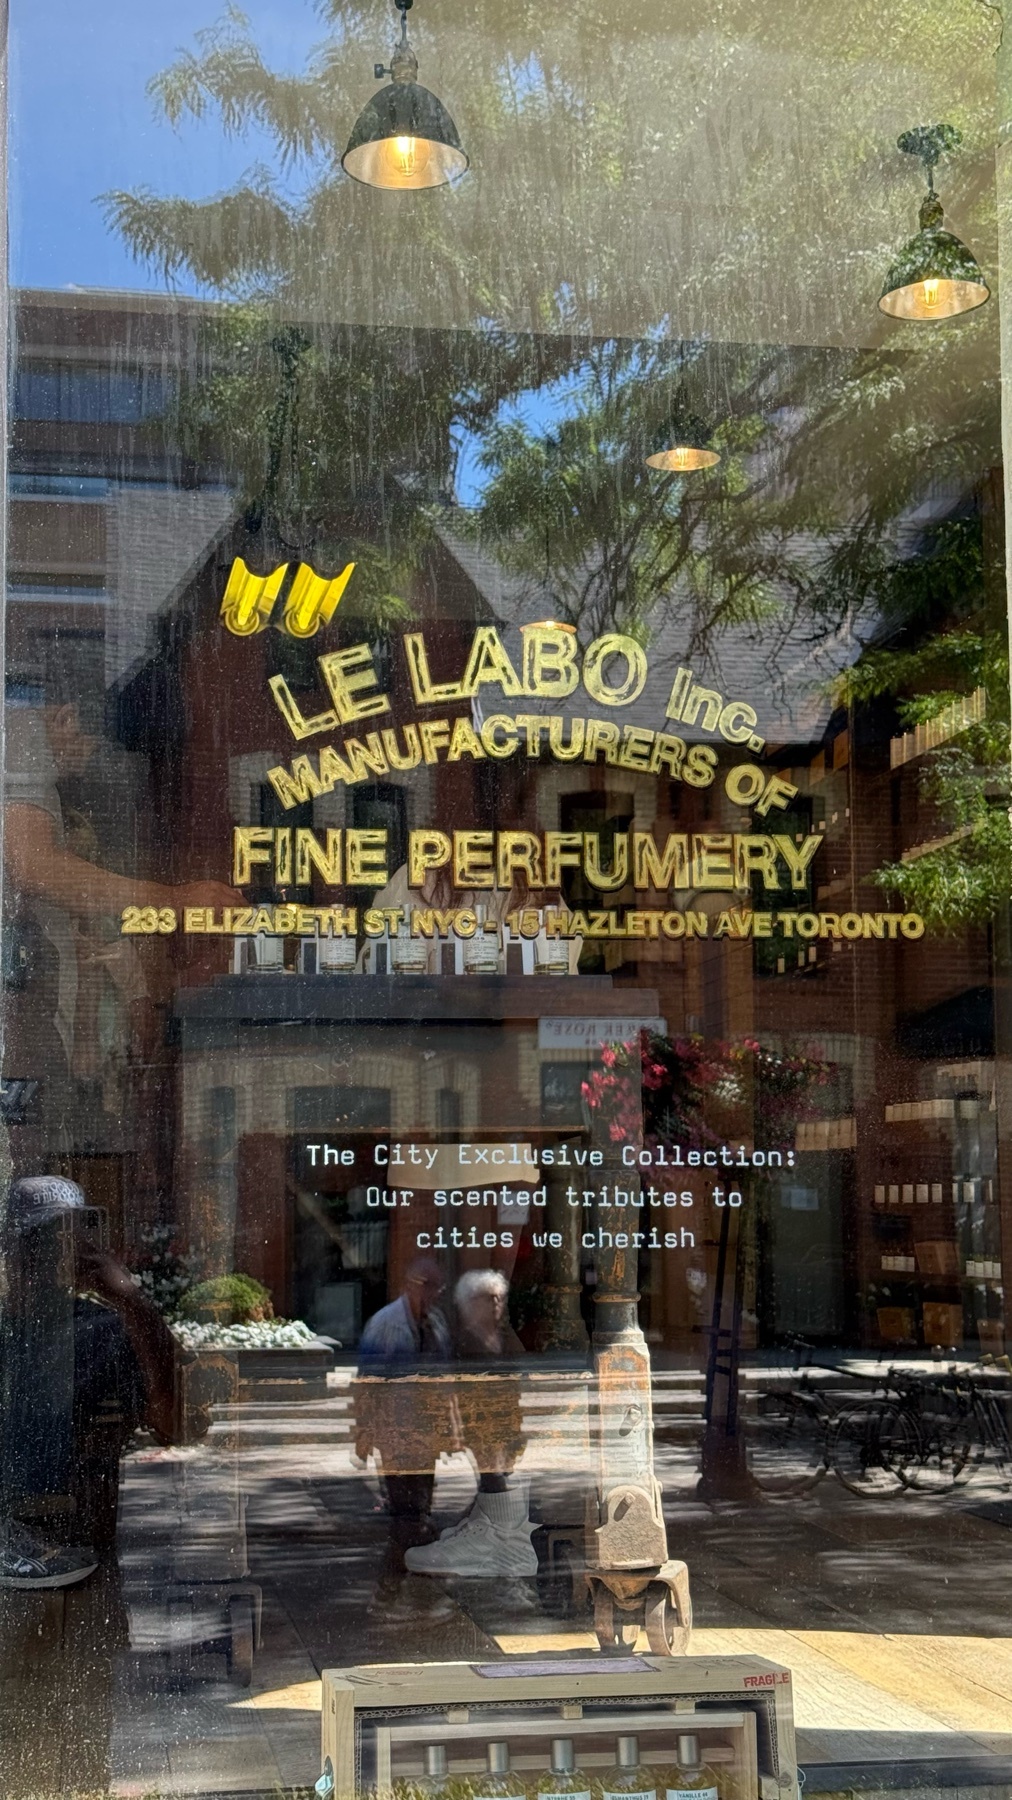 LE LABO Inc.
MANUFACTURERS OF
FINE PERFUMERY
233 ELIZABETH ST NYC - 15 HAZLETON AVE TORONTO
The City Exclusive Collection:
Our scented tributes to
cities we cherish
FRAGILE